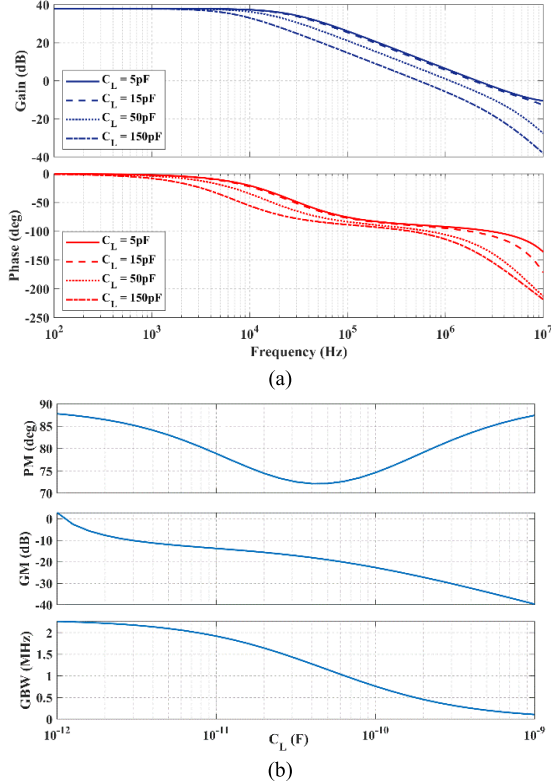 40
20
0
-20
40
Gain (dB)
C_L = 5pF
C_L = 15pF
C_L = 50pF
C_L = 150pF
0
-50
-100
-150
-200
-250
Phase (deg)
C_L = 5pF
C_L = 15pF
C_L = 50pF
C_L = 150pF
10^2
10^3
10^4
10^5
10^6
10^7
Frequency (Hz)
(a)
90
85
80
75
70
PM (deg)
0
-10
-20
-30
-40
GM (dB)
2
1.5
1
0.5
0
GBW (MHz)
10^-12
10^-11
10^-10
10^-9
C_L (F)
(b)